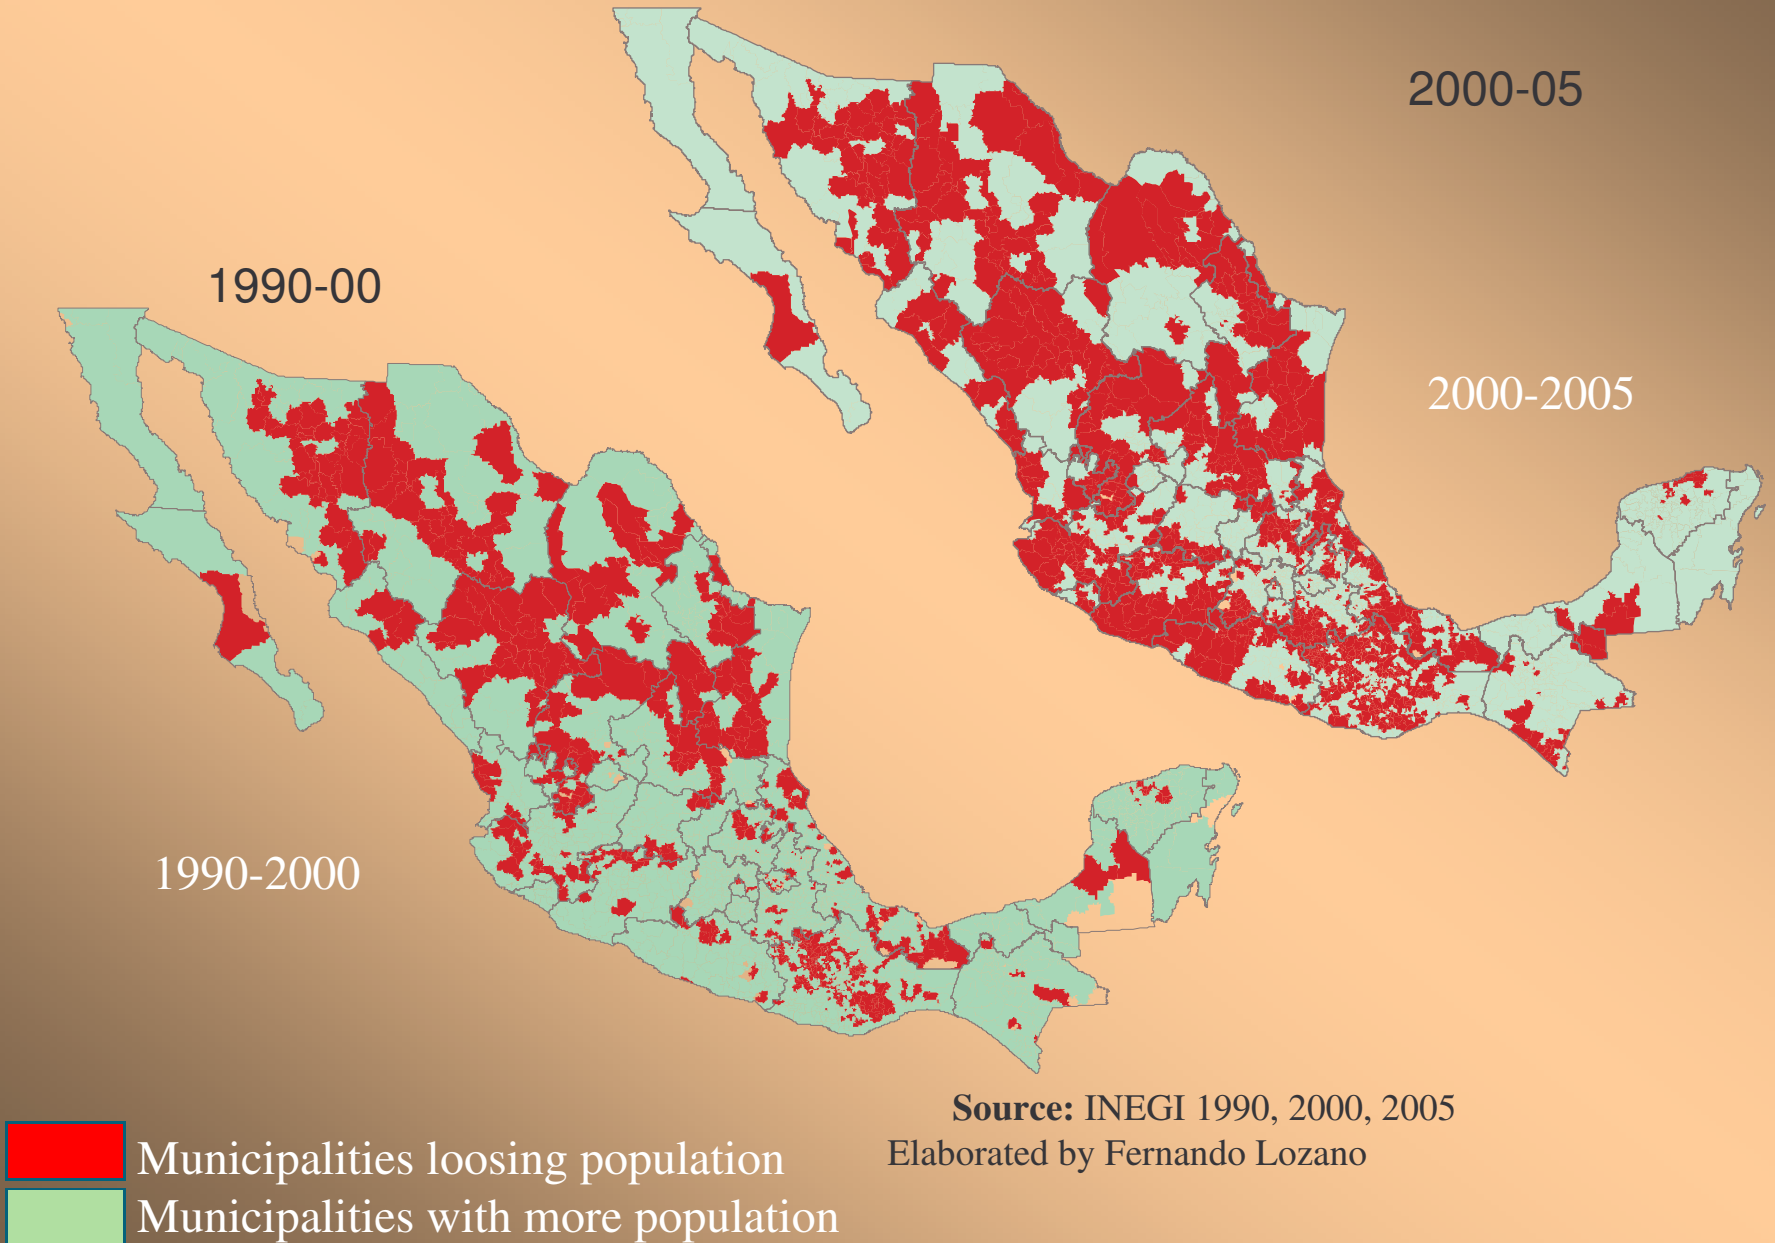 2000-05
1990-00
2000-2005
1990-2000
Source: INEGI 1990, 2000, 2005
Elaborated by Fernando Lozano
Municipalities loosing population
Municipalities with more population